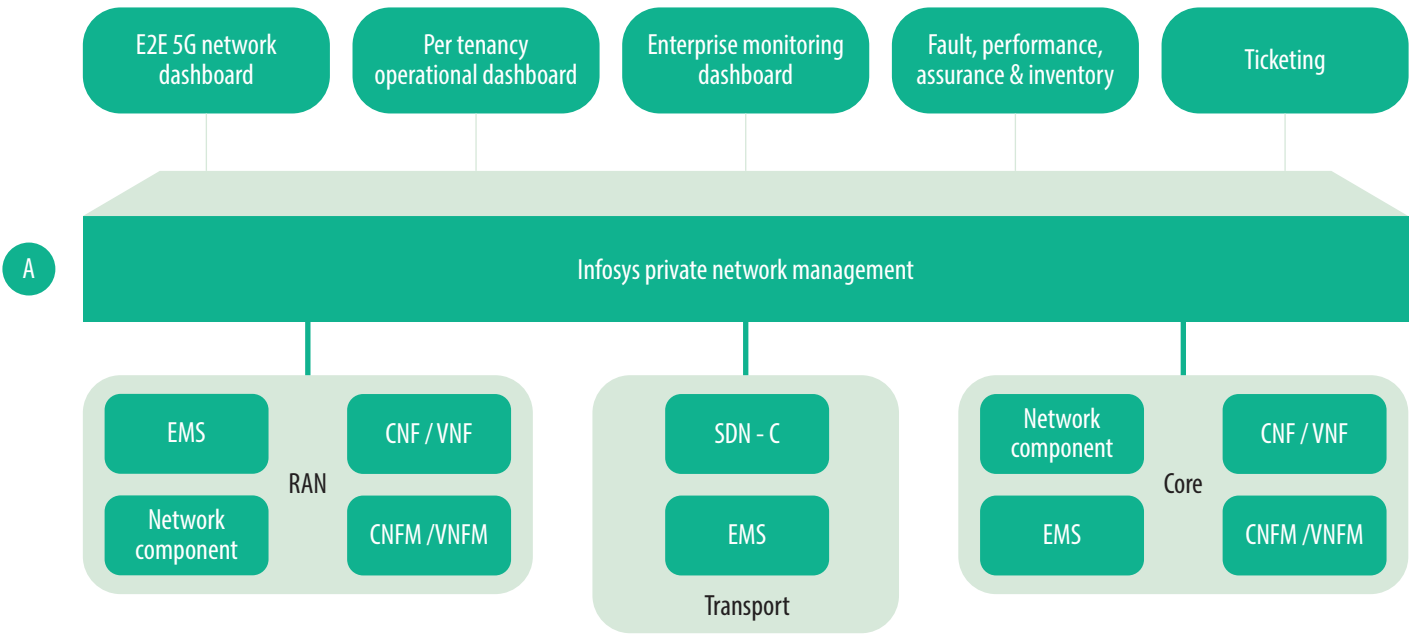 E2E 5G network
dashboard
Per tenancy
operational dashboard
Enterprise monitoring
dashboard
Fault, performance,
assurance & inventory
Ticketing
A
Infosys private network management
EMS
CNF / VNF
RAN
Network
component
CNFM /VNFM
SDN - C
EMS
Transport
Network
component
CNF / VNF
Core
EMS
CNFM /VNFM